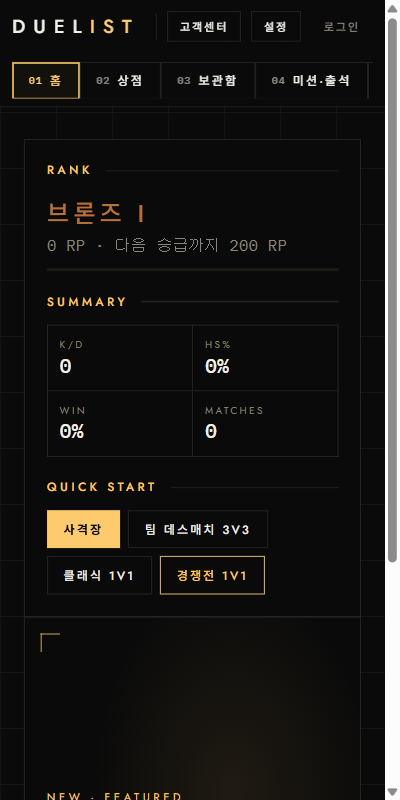 DUELIST 고객센터 설정 로그인
01 홈 02 상점 03 보관함 04 미션·출석
RANK
브론즈 I
0 RP · 다음 승급까지 200 RP
SUMMARY
K/D HS%
0 0%
WIN MATCHES
0% 0
QUICK START
사격장 팀 데스매치 3V3
클래식 1V1 경쟁전 1V1
NEW · FEATURED